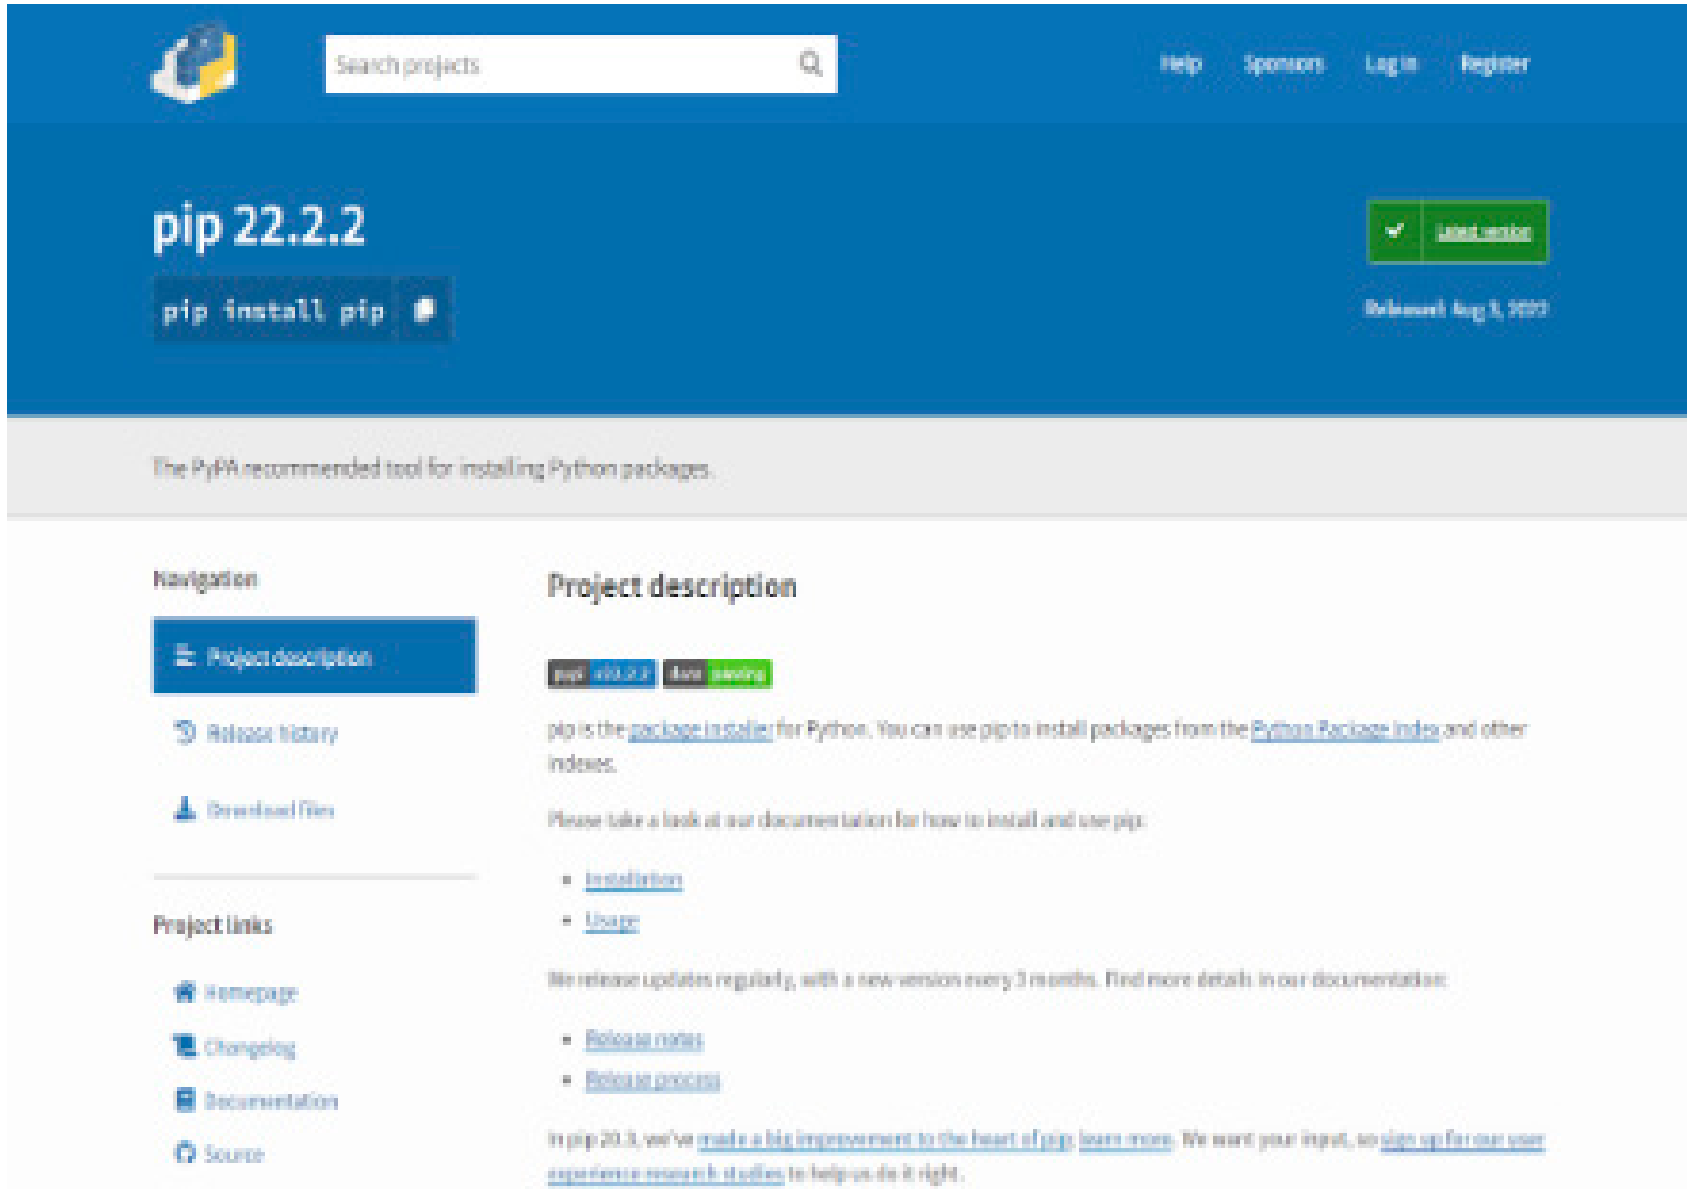 Search projects
Help Sponsors Log in Register
pip 22.2.2
Latest version
pip install pip
Released: Aug 3, 2022
The PyPA recommended tool for installing Python packages.
Navigation
Project description
Release history
Download files
Project links
Homepage
Changelog
Documentation
Source
Project description
pypi v22.2.2 docs passing
pip is the package installer for Python. You can use pip to install packages from the Python Package Index and other
indexes.
Please take a look at our documentation for how to install and use pip:
Installation
Usage
We release updates regularly, with a new version every 3 months. Find more details in our documentation:
Release notes
Release process
In pip 20.3, we've made a big improvement to the heart of pip; learn more. We want your input, so sign up for our user
experience research studies to help us do it right.